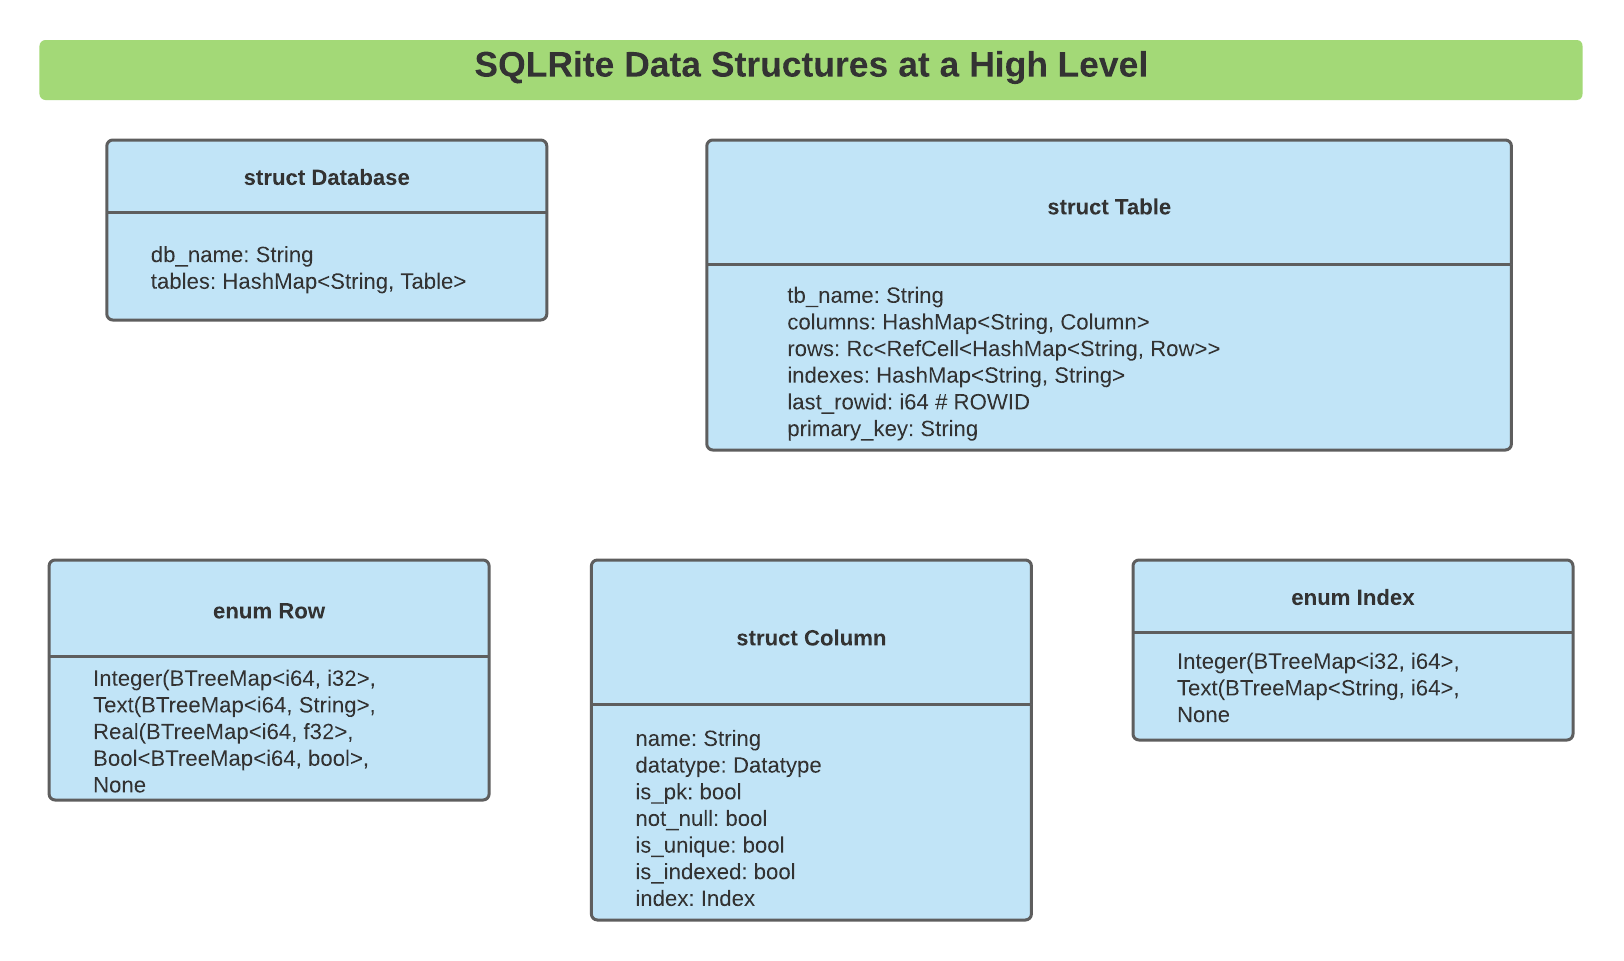 SQLRite Data Structures at a High Level
struct Database
db_name: String
tables: HashMap<String, Table>
struct Table
tb_name: String
columns: HashMap<String, Column>
rows: Rc<RefCell<HashMap<String, Row>>
indexes: HashMap<String, String>
last_rowid: i64 # ROWID
primary_key: String
enum Row
Integer(BTreeMap<i64, i32>,
Text(BTreeMap<i64, String>,
Real(BTreeMap<i64, f32>,
Bool<BTreeMap<i64, bool>,
None
struct Column
name: String
datatype: Datatype
is_pk: bool
not_null: bool
is_unique: bool
is_indexed: bool
index: Index
enum Index
Integer(BTreeMap<i32, i64>,
Text(BTreeMap<String, i64>,
None